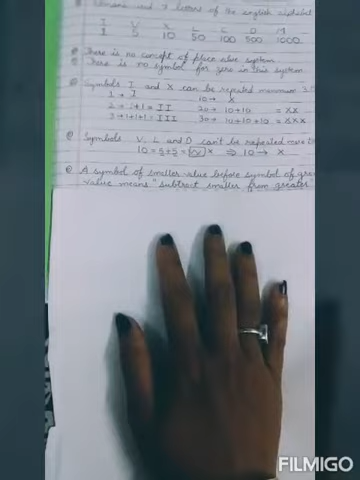 and 7 letters of the english alphabet
I V X L C D M
1 5 10 50 100 500 1000
There is no concept of place value system
There is no symbol for zero in this system
Symbols I and X can be repeated maximum
1 = I 10 → X
2 = 1+1 = II 20 = 10+10 = XX
3 = 1+1+1 = III 30 = 10+10+10 = XXX
Symbols V, L and D can't be repeated
10 = 5+5 = VV X ⇒ 10 → X
A symbol of smaller value before symbol of
value means "subtract smaller from greater
FILMIGO